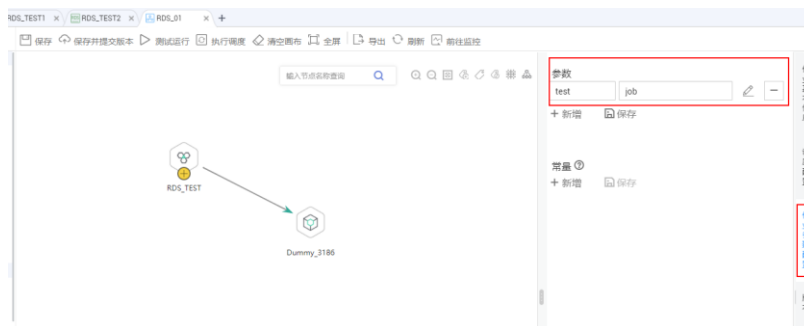 RDS_TEST1 × RDS_TEST2 × RDS_01 × +
保存 保存并提交版本 测试运行 执行调度 清空画布 全屏 导出 刷新 前往监控
输入节点名称查询
参数
test job
+ 新增 保存
常量
+ 新增 保存
RDS_TEST
Dummy_3186